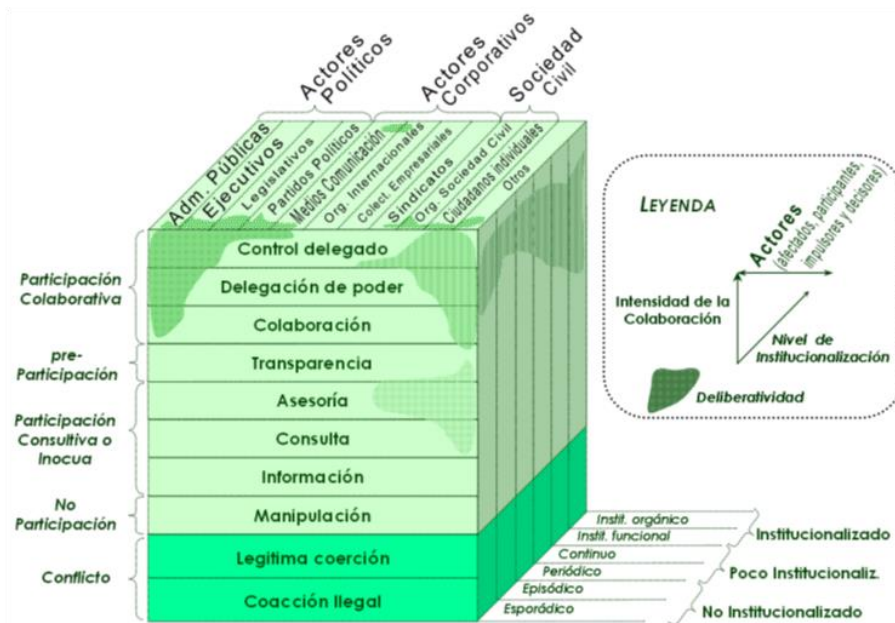 Actores
Políticos
Actores
Corporativos
Sociedad
Civil
Adm. Públicas
Ejecutivos
Legislativos
Partidos Políticos
Medios Comunicación
Org. Internacionales
Colect. Empresariales
Sindicatos
Org. Sociedad Civil
Ciudadanos individuales
Otros
Participación
Colaborativa
Control delegado
Delegación de poder
Colaboración
pre-
Participación
Transparencia
Participación
Consultiva o
Inocua
Asesoría
Consulta
Información
No
Participación
Manipulación
Conflicto
Legitima coerción
Coacción Ilegal
Instit. orgánico
Instit. funcional
Continuo
Periódico
Episódico
Esporádico
Institucionalizado
Poco Institucionaliz.
No Institucionalizado
LEYENDA
Actores
(afectados, participantes,
impulsores y decisores)
Intensidad de la
Colaboración
Nivel de
Institucionalización
Deliberatividad